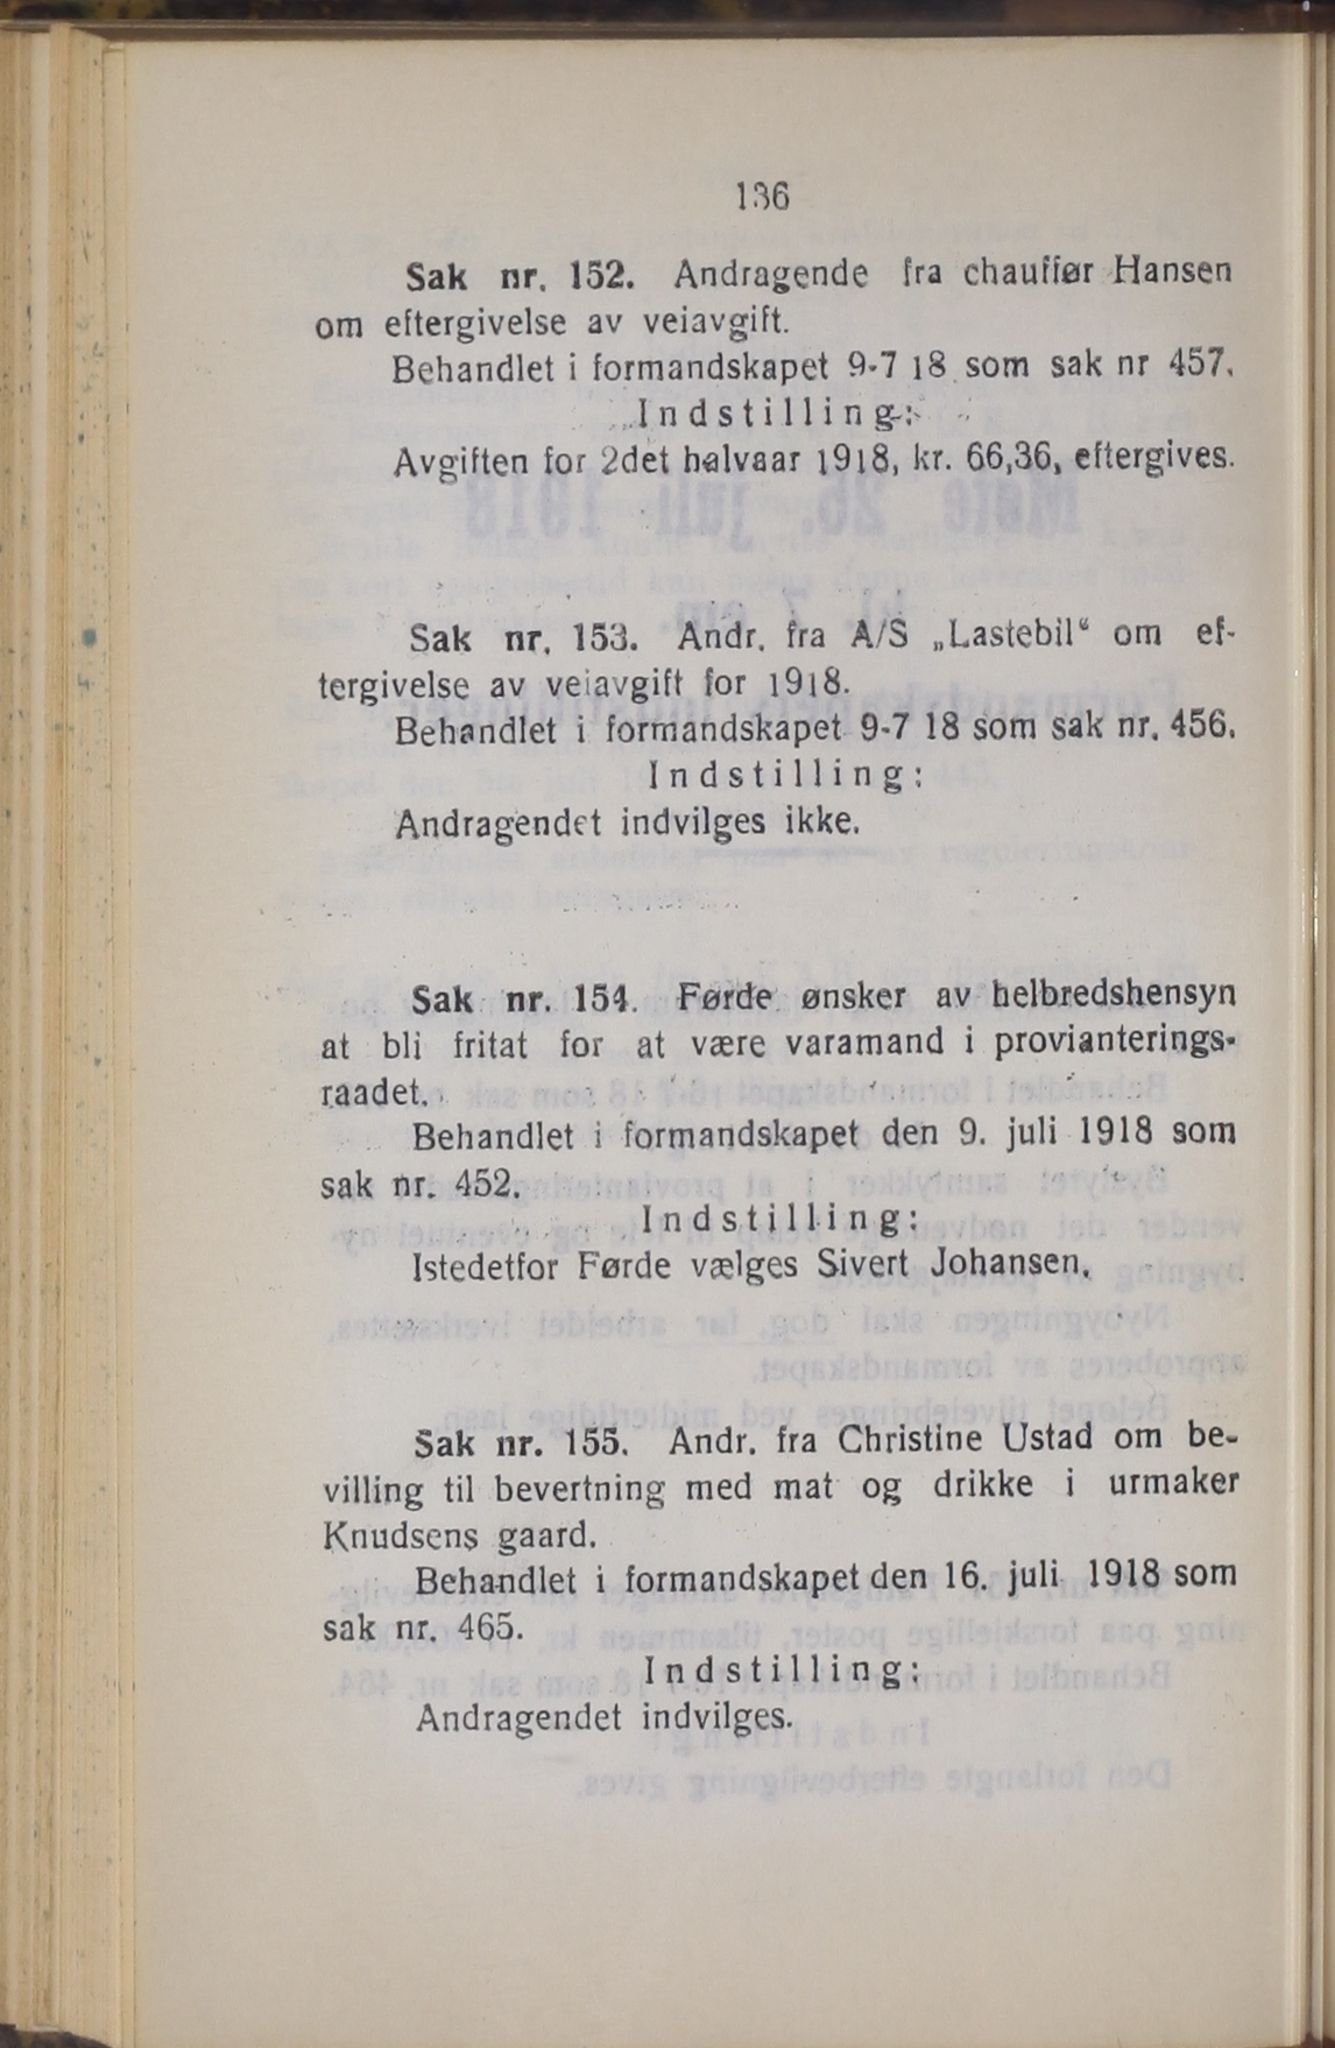 136
Sak nr. 152. Andragende fra chauffør Hansen
om eftergivelse av veiavgift.
Behandlet i formandskapet 9-7 18 som sak nr 457.
Indstilling:
Avgiften for 2det halvaar 1918, kr. 66,36, eftergives.
Sak nr. 153. Andr. fra A/S „Lastebil“ om ef-
tergivelse av veiavgift for 1918.
Behandlet i formandskapet 9-7 18 som sak nr. 456.
Indstilling:
Andragendet indvilges ikke.
Sak nr. 154. Førde ønsker av helbredshensyn
at bli fritat for at være varamand i provianterings-
raadet.
Behandlet i formandskapet den 9. juli 1918 som
sak nr. 452.
Indstilling:
Istedetfor Førde vælges Sivert Johansen.
Sak nr. 155. Andr. fra Christine Ustad om be-
villing til bevertning med mat og drikke i urmaker
Knudsens gaard.
Behandlet i formandskapet den 16. juli 1918 som
sak nr. 465.
Indstilling:
Andragendet indvilges.